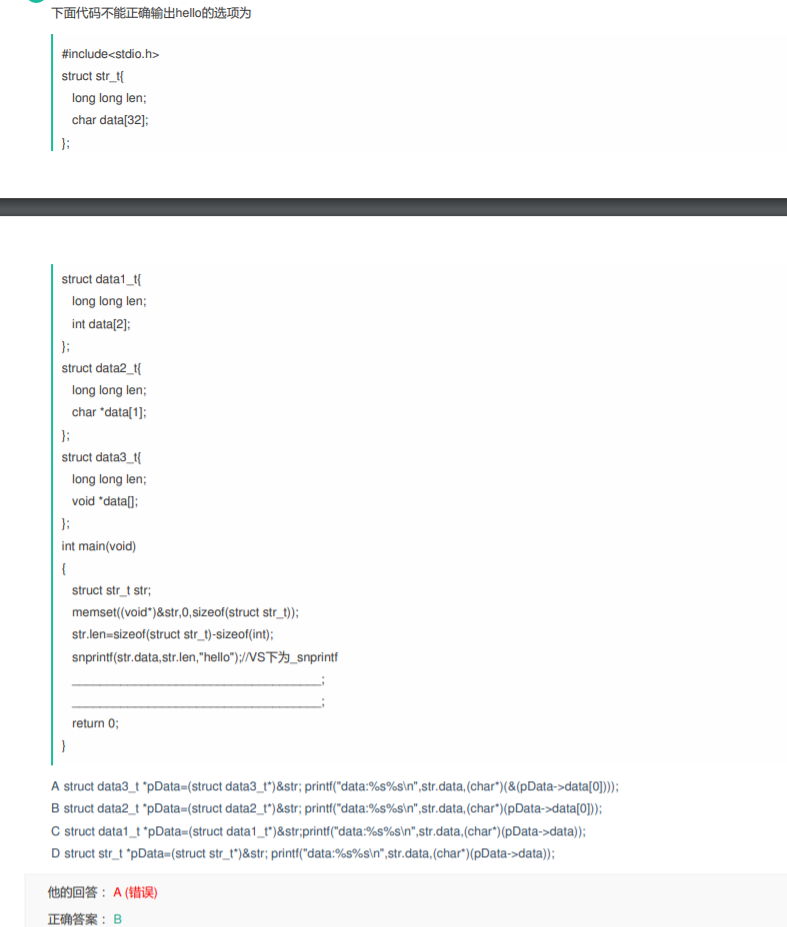 下面代码不能正确输出hello的选项为
#include<stdio.h>
struct str_t{
long long len;
char data[32];
};
struct data1_t{
long long len;
int data[2];
};
struct data2_t{
long long len;
char *data[1];
};
struct data3_t{
long long len;
void *data[];
};
int main(void)
{
struct str_t str;
memset((void*)&str,0,sizeof(struct str_t));
str.len=sizeof(struct str_t)-sizeof(int);
snprintf(str.data,str.len,"hello");//VS下为_snprintf
____________________________________;
____________________________________;
return 0;
}
A struct data3_t *pData=(struct data3_t*)&str; printf("data:%s%s\n",str.data,(char*)(&(pData->data[0])));
B struct data2_t *pData=(struct data2_t*)&str; printf("data:%s%s\n",str.data,(char*)(pData->data[0]));
C struct data1_t *pData=(struct data1_t*)&str;printf("data:%s%s\n",str.data,(char*)(pData->data));
D struct str_t *pData=(struct str_t*)&str; printf("data:%s%s\n",str.data,(char*)(pData->data));
他的回答： A (错误)
正确答案： B